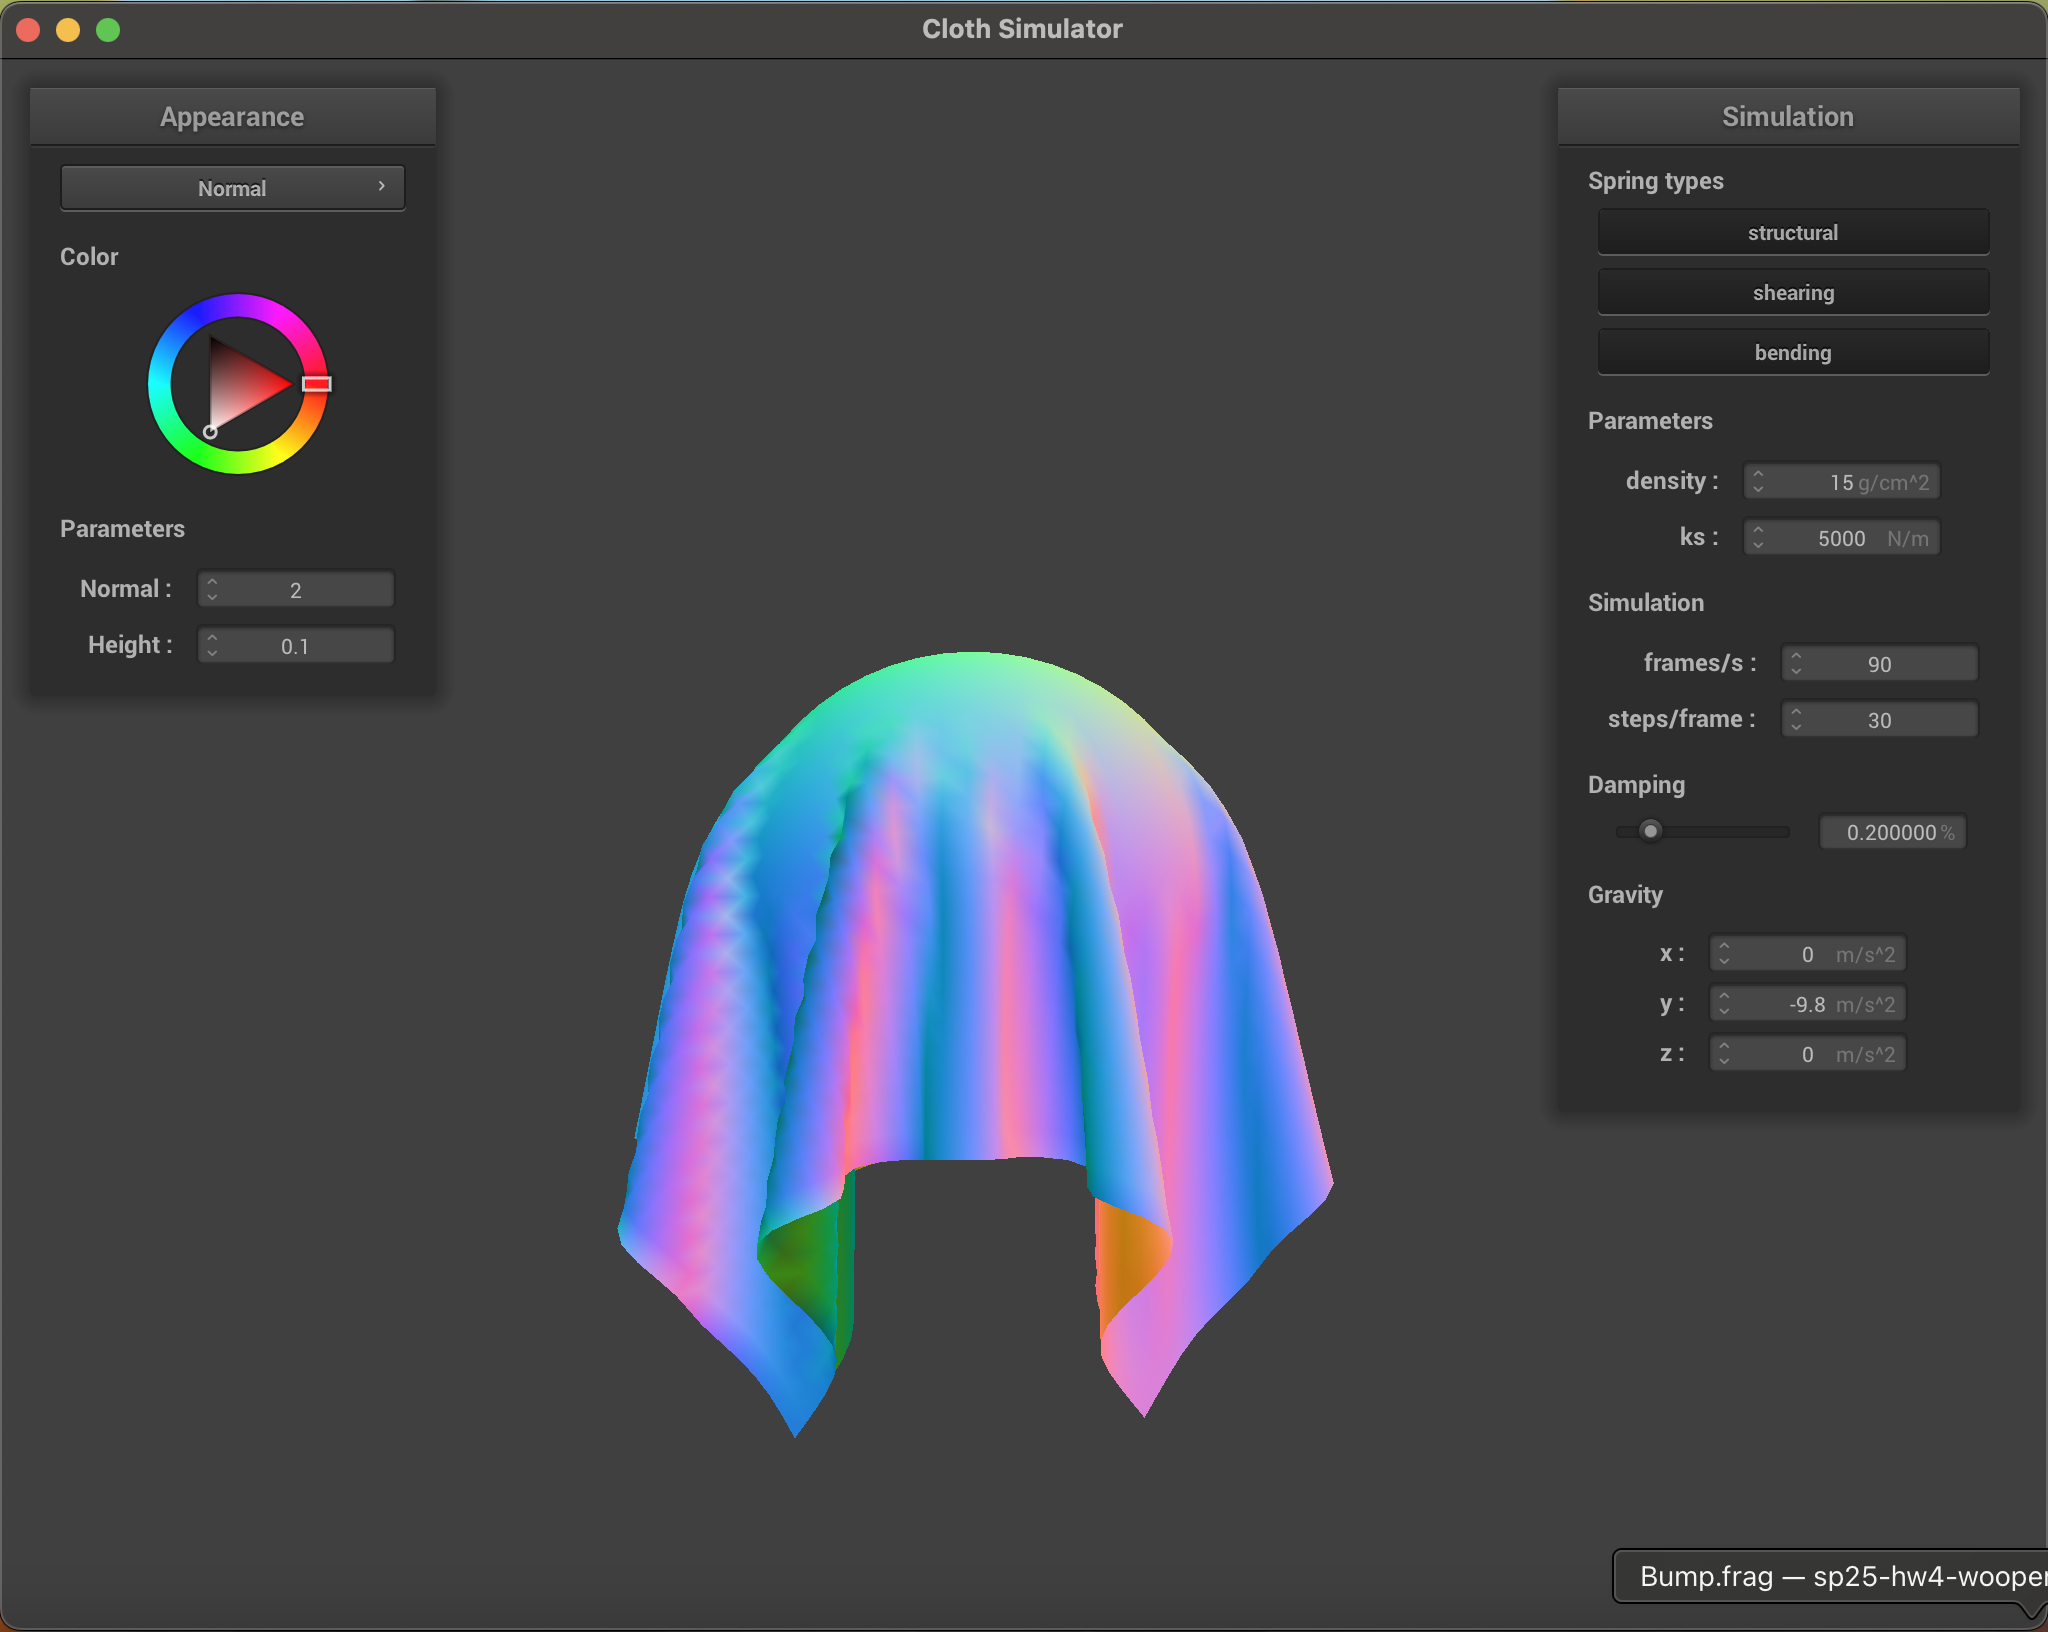 Cloth Simulator
Appearance
Normal
Color
Parameters
Normal : 2
Height : 0.1
Simulation
Spring types
structural
shearing
bending
Parameters
density : 15 g/cm^2
ks : 5000 N/m
Simulation
frames/s : 90
steps/frame : 30
Damping
0.200000 %
Gravity
x : 0 m/s^2
y : -9.8 m/s^2
z : 0 m/s^2
Bump.frag — sp25-hw4-wooper